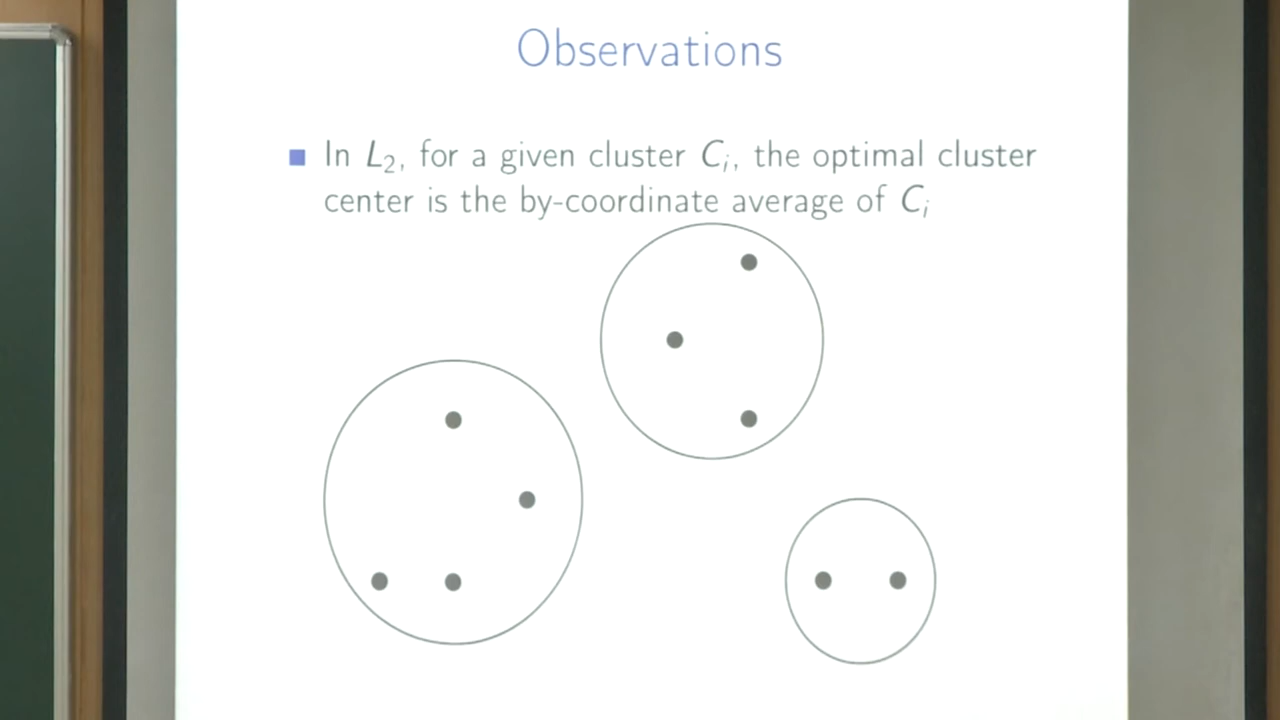 Observations
In L₂, for a given cluster Cᵢ, the optimal cluster
center is the by-coordinate average of Cᵢ